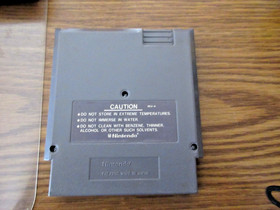 CAUTION
●DO NOT STORE IN EXTREME TEMPERATURES.
●DO NOT IMMERSE IN WATER.
●DO NOT CLEAN WITH BENZENE, THINNER,
ALCOHOL OR OTHER SUCH SOLVENTS.
Nintendo
Nintendo